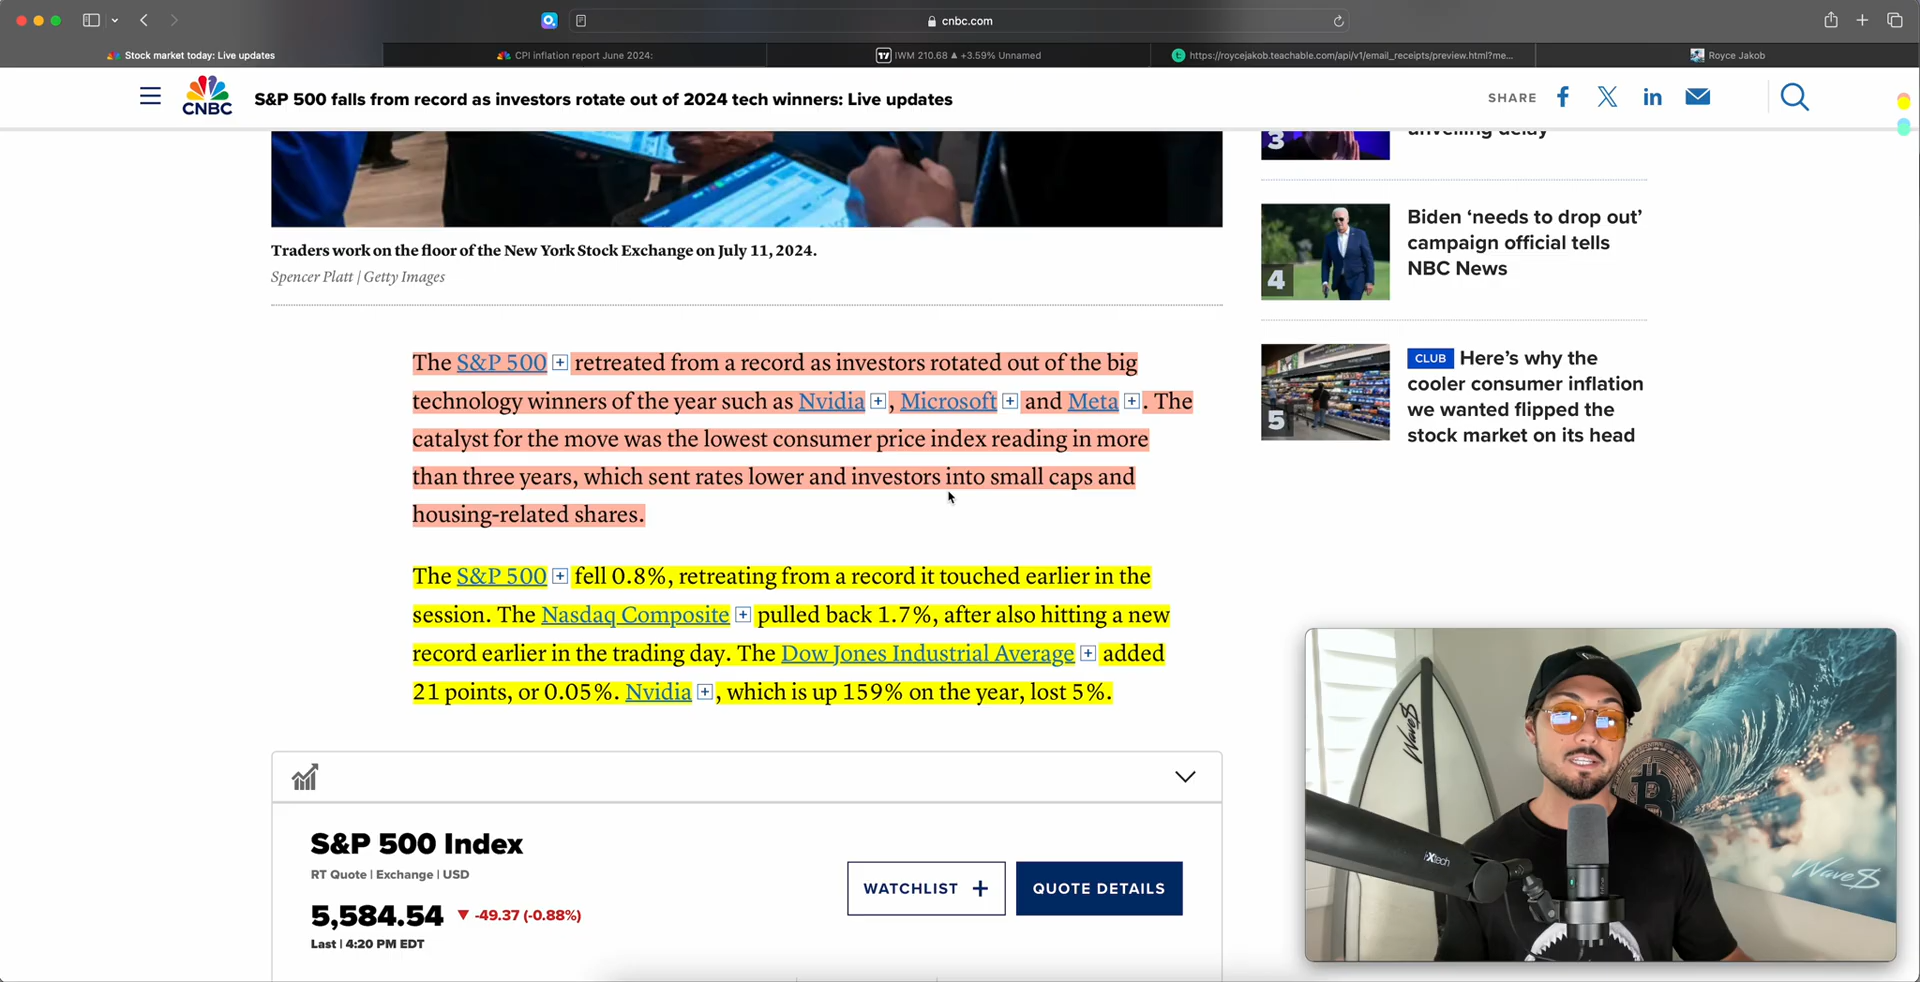 cnbc.com
Stock market today: Live updates
CPI inflation report June 2024:
IWM 210.68 ▲ +3.59% Unnamed
https://roycejakob.teachable.com/api/v1/email_receipts/preview.html?me...
Royce Jakob
CNBC
S&P 500 falls from record as investors rotate out of 2024 tech winners: Live updates
SHARE
Traders work on the floor of the New York Stock Exchange on July 11, 2024.
Spencer Platt | Getty Images
The S&P 500 + retreated from a record as investors rotated out of the big
technology winners of the year such as Nvidia + , Microsoft + and Meta + . The
catalyst for the move was the lowest consumer price index reading in more
than three years, which sent rates lower and investors into small caps and
housing-related shares.
The S&P 500 + fell 0.8%, retreating from a record it touched earlier in the
session. The Nasdaq Composite + pulled back 1.7%, after also hitting a new
record earlier in the trading day. The Dow Jones Industrial Average + added
21 points, or 0.05%. Nvidia + , which is up 159% on the year, lost 5%.
S&P 500 Index
RT Quote | Exchange | USD
5,584.54 ▼ -49.37 (-0.88%)
Last | 4:20 PM EDT
WATCHLIST +
QUOTE DETAILS
3
unveiling delay
4
Biden ‘needs to drop out’
campaign official tells
NBC News
5
CLUB Here’s why the
cooler consumer inflation
we wanted flipped the
stock market on its head
Wave$
Wave$